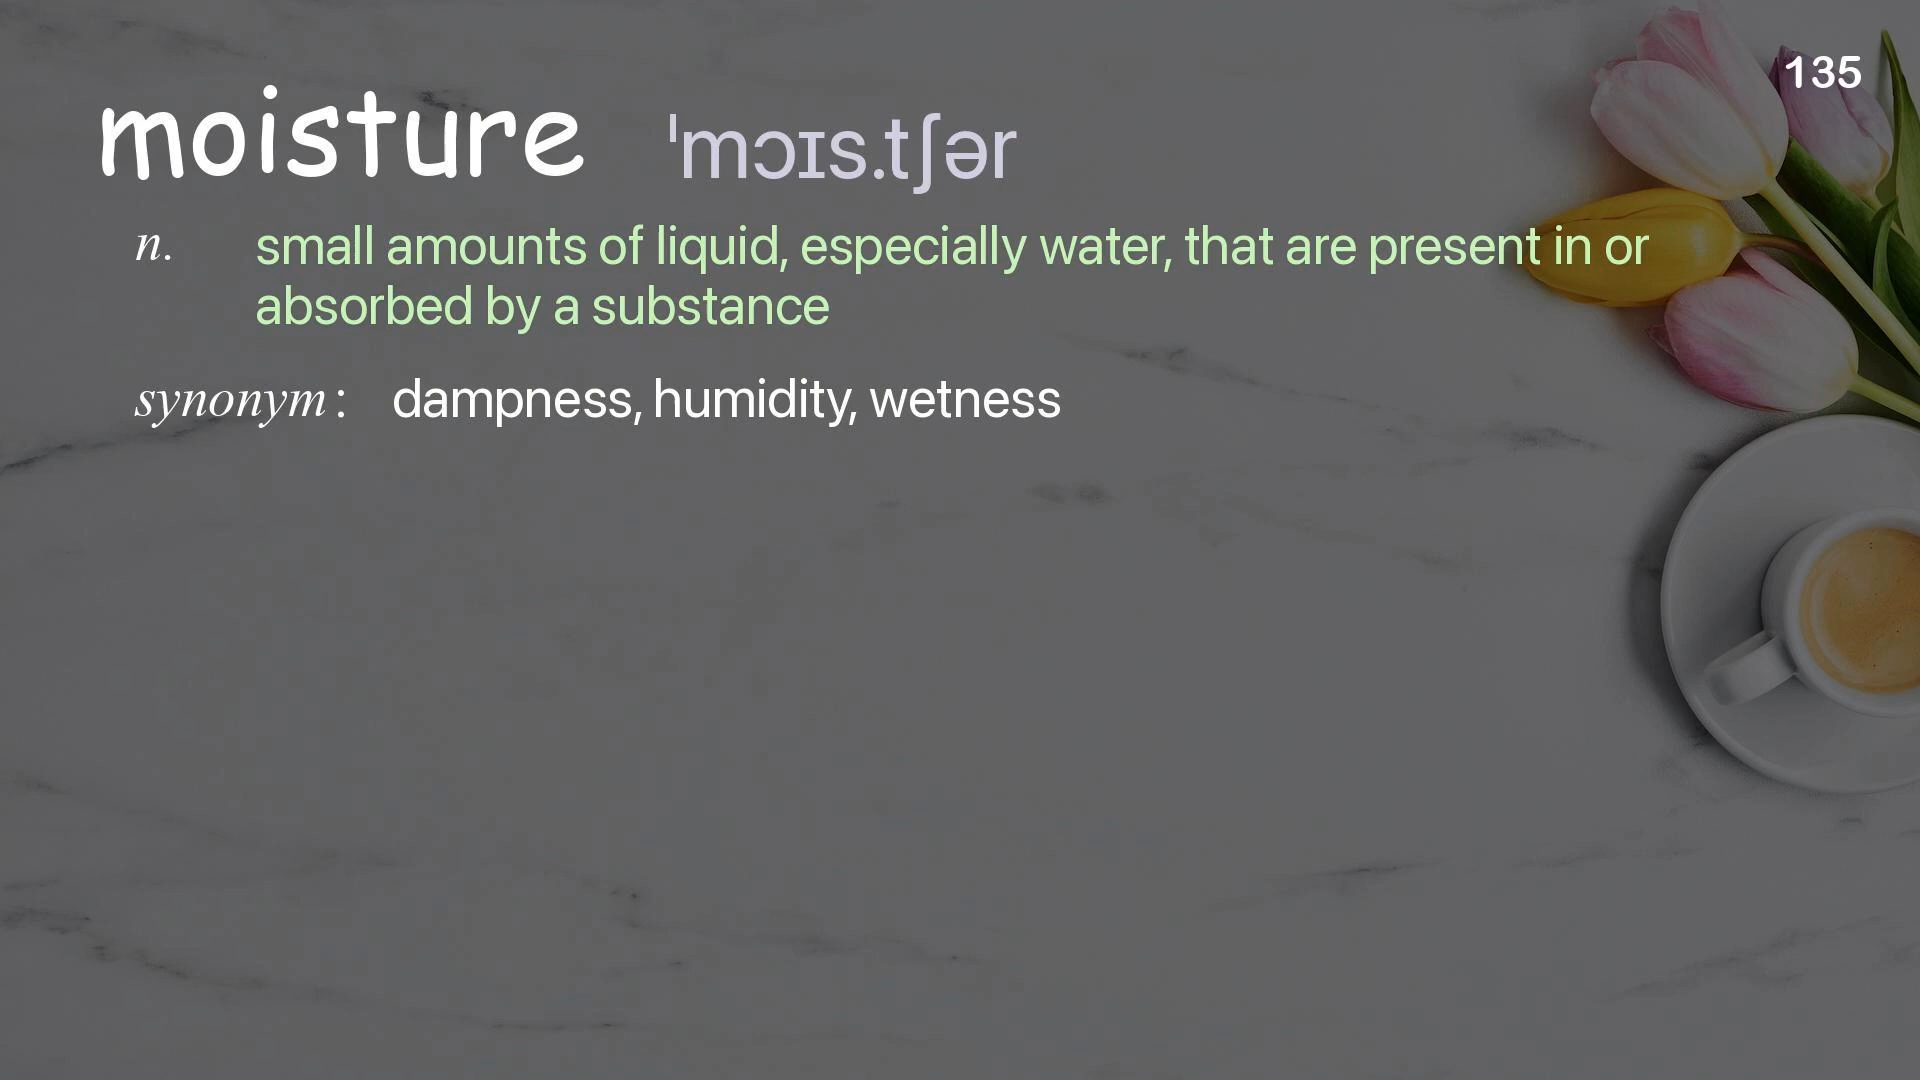 135
moisture ˈmɔɪs.tʃər
n. small amounts of liquid, especially water, that are present in or
absorbed by a substance
synonym : dampness, humidity, wetness